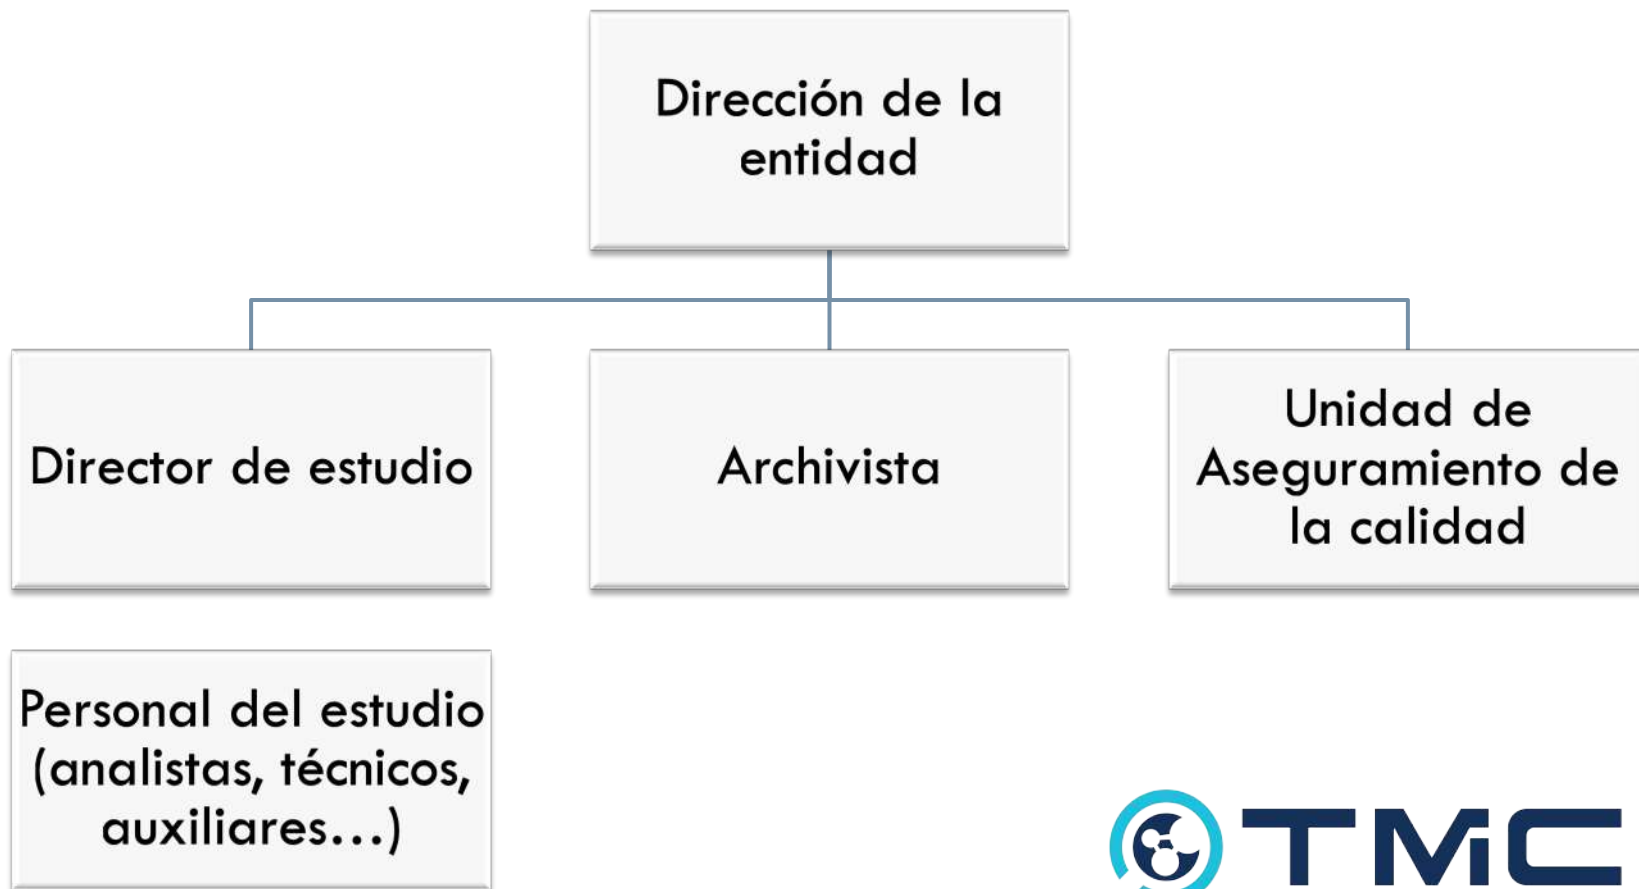 Dirección de la
entidad
Director de estudio
Archivista
Unidad de
Aseguramiento de
la calidad
Personal del estudio
(analistas, técnicos,
auxiliares...)
TMC